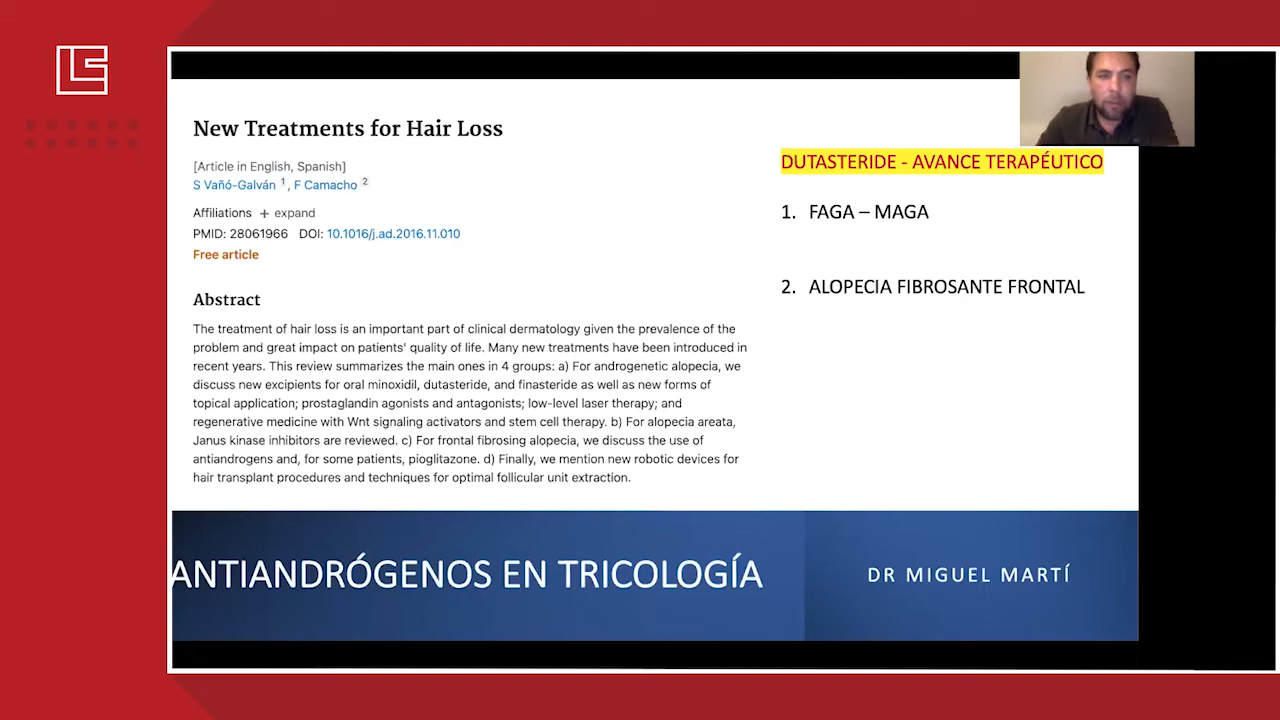 New Treatments for Hair Loss
[Article in English, Spanish]
S Vañó-Galván 1, F Camacho 2
Affiliations + expand
PMID: 28061966 DOI: 10.1016/j.ad.2016.11.010
Free article
Abstract
The treatment of hair loss is an important part of clinical dermatology given the prevalence of the
problem and great impact on patients' quality of life. Many new treatments have been introduced in
recent years. This review summarizes the main ones in 4 groups: a) For androgenetic alopecia, we
discuss new excipients for oral minoxidil, dutasteride, and finasteride as well as new forms of
topical application; prostaglandin agonists and antagonists; low-level laser therapy; and
regenerative medicine with Wnt signaling activators and stem cell therapy. b) For alopecia areata,
Janus kinase inhibitors are reviewed. c) For frontal fibrosing alopecia, we discuss the use of
antiandrogens and, for some patients, pioglitazone. d) Finally, we mention new robotic devices for
hair transplant procedures and techniques for optimal follicular unit extraction.
DUTASTERIDE - AVANCE TERAPÉUTICO
1. FAGA – MAGA
2. ALOPECIA FIBROSANTE FRONTAL
ANTIANDRÓGENOS EN TRICOLOGÍA
DR MIGUEL MARTÍ